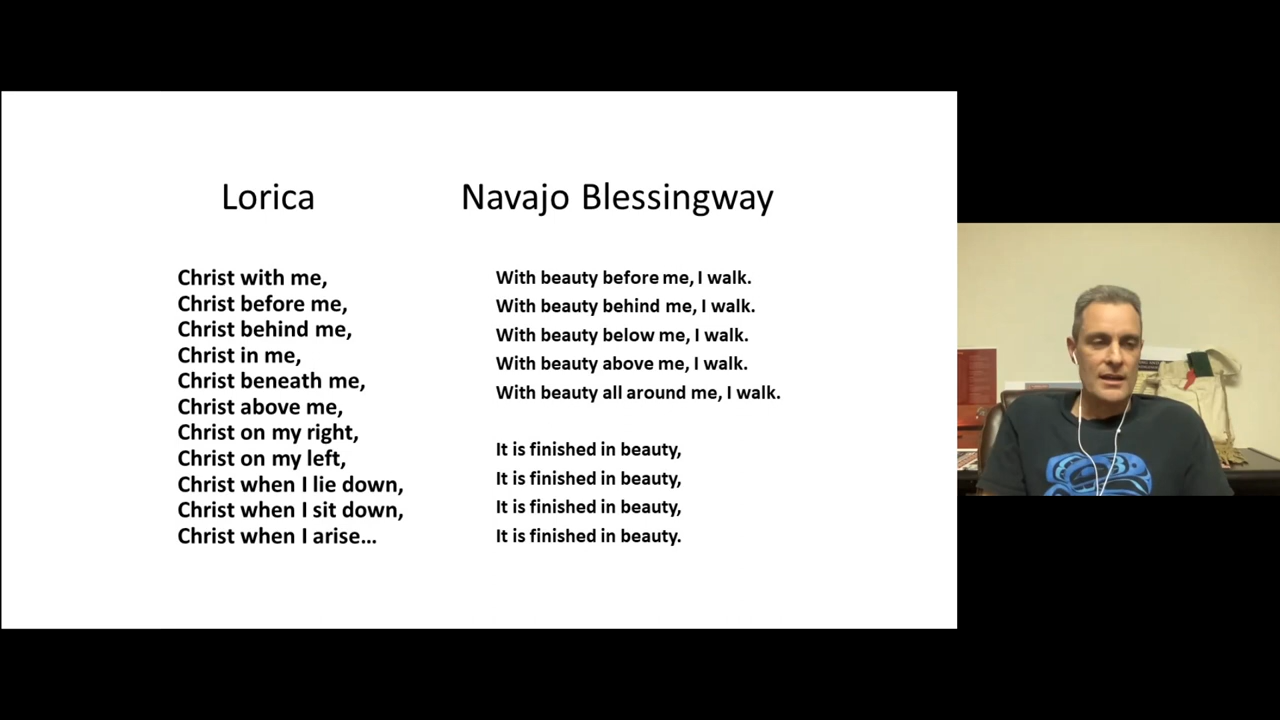 Lorica
Christ with me,
Christ before me,
Christ behind me,
Christ in me,
Christ beneath me,
Christ above me,
Christ on my right,
Christ on my left,
Christ when I lie down,
Christ when I sit down,
Christ when I arise…
Navajo Blessingway
With beauty before me, I walk.
With beauty behind me, I walk.
With beauty below me, I walk.
With beauty above me, I walk.
With beauty all around me, I walk.
It is finished in beauty,
It is finished in beauty,
It is finished in beauty,
It is finished in beauty.